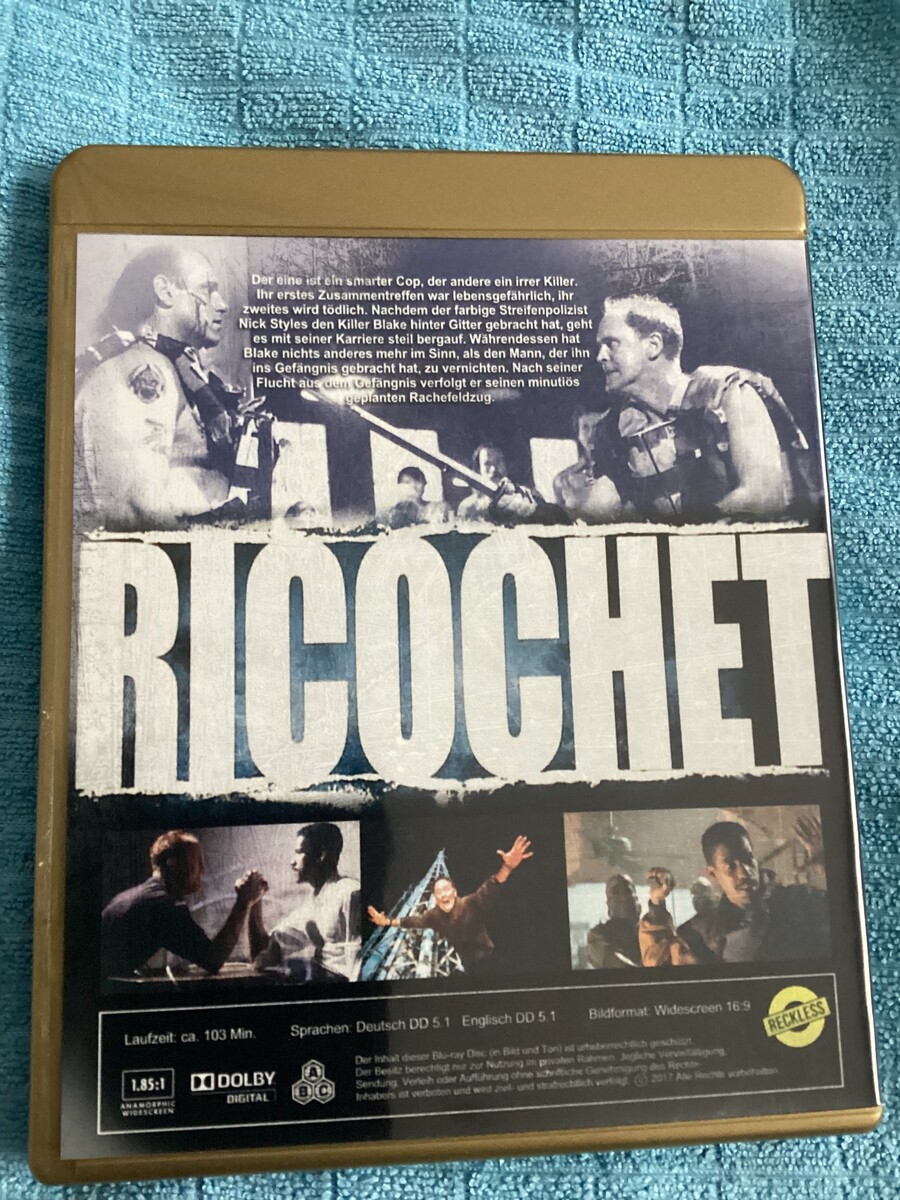 Der eine ist ein smarter Cop, der andere ein irrer Killer.
Ihr erstes Zusammentreffen war lebensgefährlich, ihr
zweites wird tödlich. Nachdem der farbige Streifenpolizist
Nick Styles den Killer Blake hinter Gitter gebracht hat, geht
es mit seiner Karriere steil bergauf. Währendessen hat
Blake nichts anderes mehr im Sinn, als den Mann, der ihn
ins Gefängnis gebracht hat, zu vernichten. Nach seiner
Flucht aus dem Gefängnis verfolgt er seinen minutiös
geplanten Rachefeldzug.
RICOCHET
Laufzeit: ca. 103 Min. Sprachen: Deutsch DD 5.1 Englisch DD 5.1 Bildformat: Widescreen 16:9
RECKLESS
1.85:1
ANAMORPHIC
WIDESCREEN
DOLBY
DIGITAL
A
B C
Der Inhalt dieser Blu-ray Disc (in Bild und Ton) ist urheberrechtlich geschützt.
Der Besitz berechtigt nur zur Nutzung im privaten Rahmen. Jegliche Vervielfältigung,
Sendung, Verleih oder Aufführung ohne schriftliche Genehmigung des Rechte-
Inhabers ist verboten und wird ziel- und strafrechtlich verfolgt. © 2017 Alle Rechte vorbehalten.